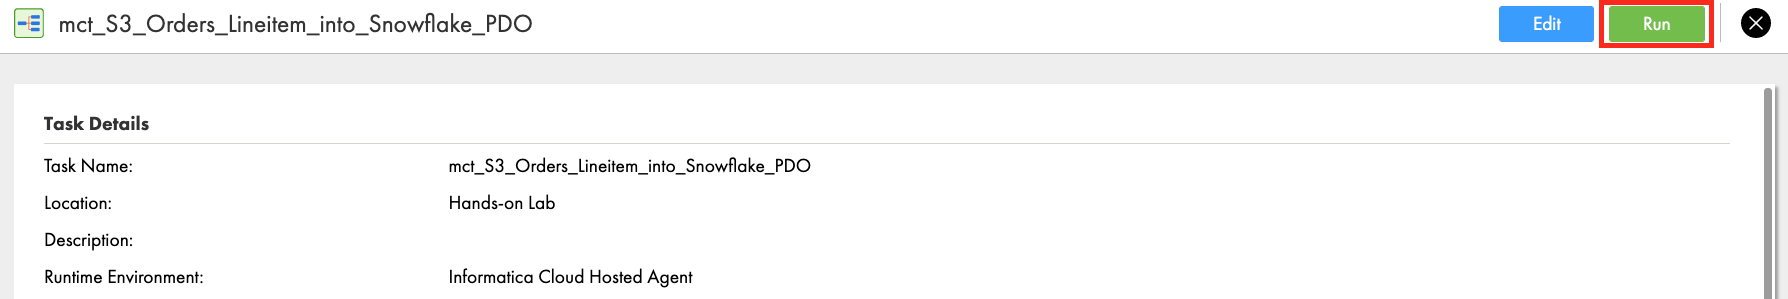 mct_S3_Orders_Lineitem_into_Snowflake_PDO Edit Run
Task Details
Task Name: mct_S3_Orders_Lineitem_into_Snowflake_PDO
Location: Hands-on Lab
Description:
Runtime Environment: Informatica Cloud Hosted Agent